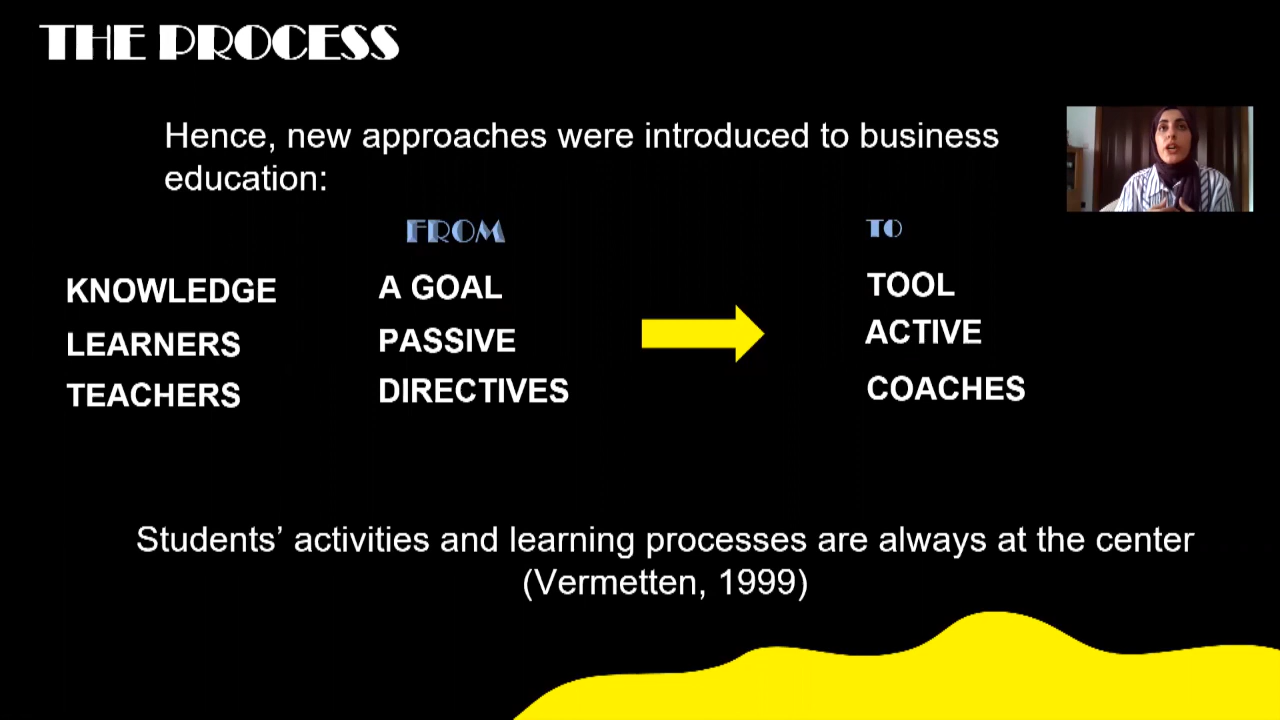 THE PROCESS
Hence, new approaches were introduced to business
education:
FROM TO
KNOWLEDGE A GOAL TOOL
LEARNERS PASSIVE ACTIVE
TEACHERS DIRECTIVES COACHES
Students’ activities and learning processes are always at the center
(Vermetten, 1999)